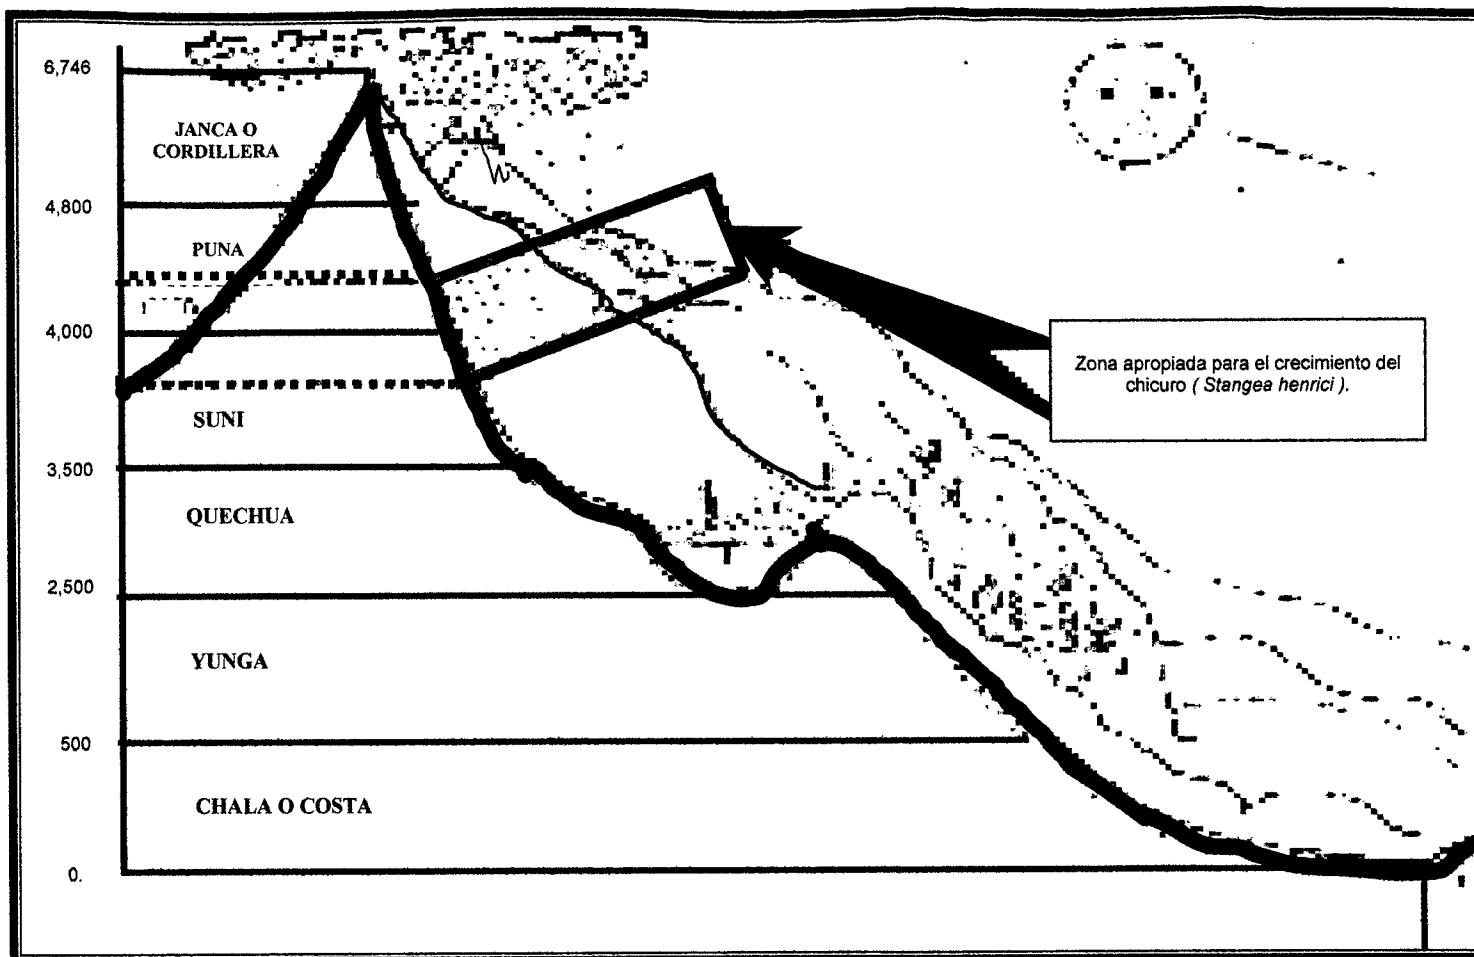 6,746
JANCA O
CORDILLERA
4,800
PUNA
4,000
Zona apropiada para el crecimiento del
chicuro ( Stangea henrici ).
SUNI
3,500
QUECHUA
2,500
YUNGA
500
CHALA O COSTA
0.